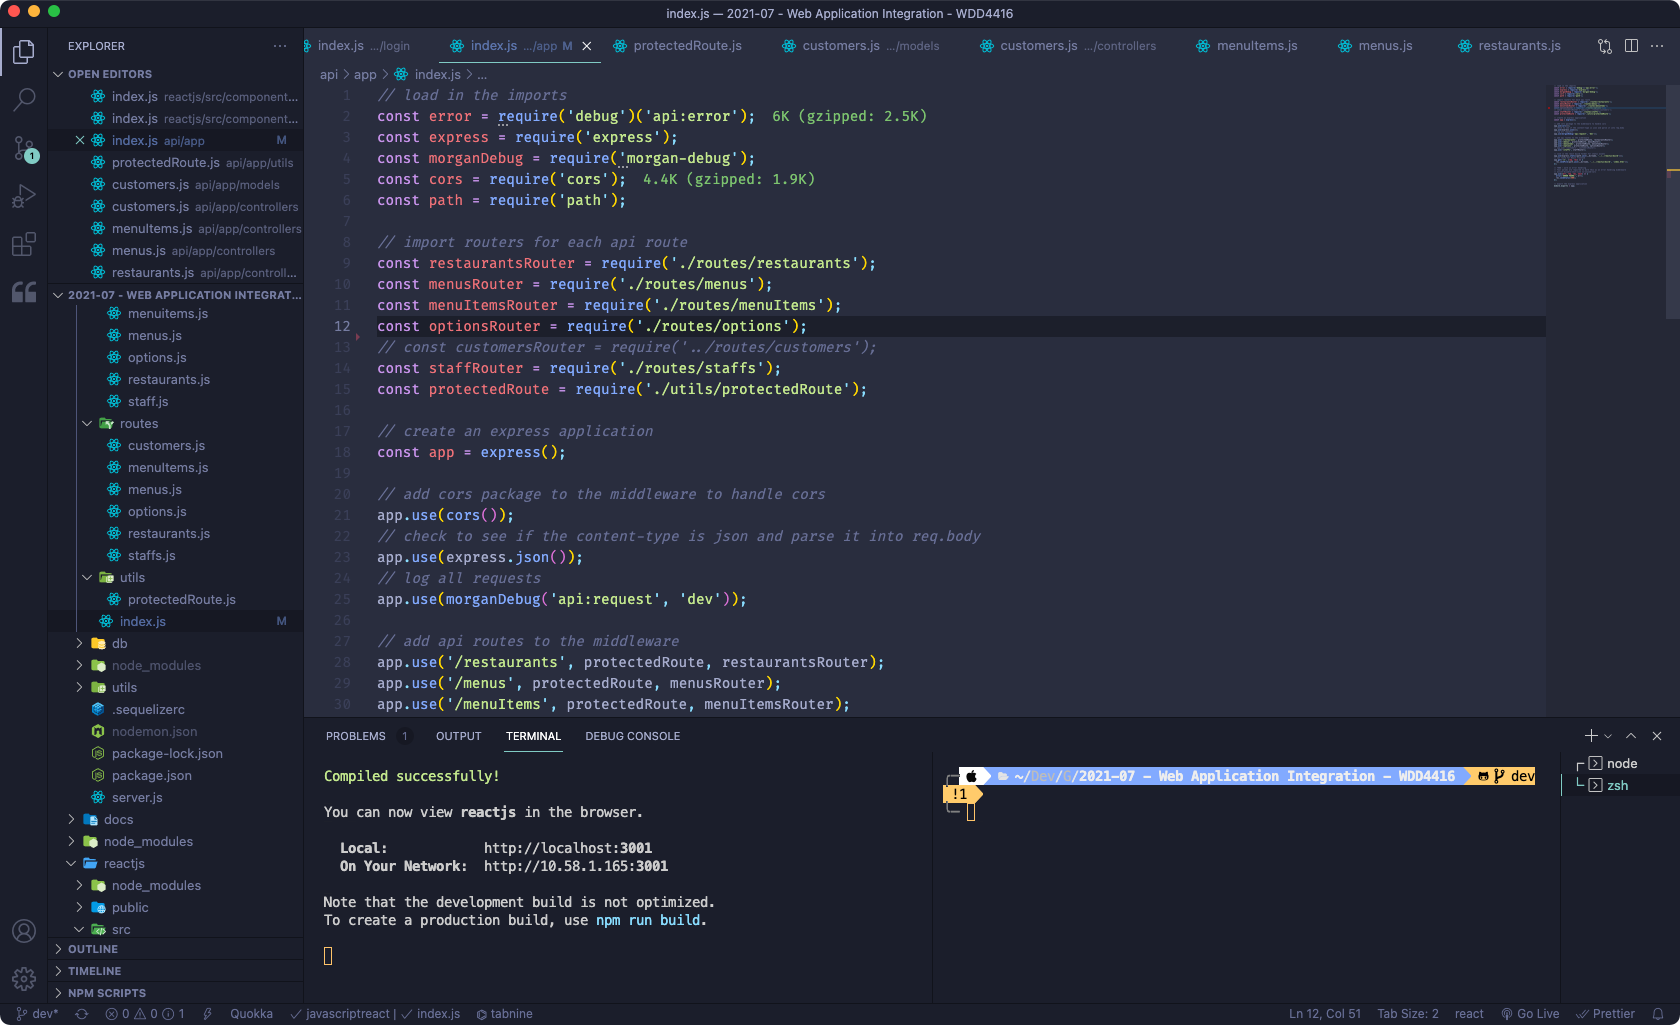 index.js — 2021-07 - Web Application Integration - WDD4416
EXPLORER
index.js .../login
index.js .../app M
protectedRoute.js
customers.js .../models
customers.js .../controllers
menuItems.js
menus.js
restaurants.js
OPEN EDITORS
index.js reactjs/src/component...
index.js reactjs/src/component...
index.js api/app M
protectedRoute.js api/app/utils
customers.js api/app/models
customers.js api/app/controllers
menuItems.js api/app/controllers
menus.js api/app/controllers
restaurants.js api/app/controll...
2021-07 - WEB APPLICATION INTEGRAT...
menuitems.js
menus.js
options.js
restaurants.js
staff.js
routes
customers.js
menuItems.js
menus.js
options.js
restaurants.js
staffs.js
utils
protectedRoute.js
index.js M
db
node_modules
utils
.sequelizerc
nodemon.json
package-lock.json
package.json
server.js
docs
node_modules
reactjs
node_modules
public
src
OUTLINE
TIMELINE
NPM SCRIPTS
api > app > index.js > ...
1 // load in the imports
2 const error = require('debug')('api:error'); 6K (gzipped: 2.5K)
3 const express = require('express');
4 const morganDebug = require('morgan-debug');
5 const cors = require('cors'); 4.4K (gzipped: 1.9K)
6 const path = require('path');
7
8 // import routers for each api route
9 const restaurantsRouter = require('./routes/restaurants');
10 const menusRouter = require('./routes/menus');
11 const menuItemsRouter = require('./routes/menuItems');
12 const optionsRouter = require('./routes/options');
13 // const customersRouter = require('../routes/customers');
14 const staffRouter = require('./routes/staffs');
15 const protectedRoute = require('./utils/protectedRoute');
16
17 // create an express application
18 const app = express();
19
20 // add cors package to the middleware to handle cors
21 app.use(cors());
22 // check to see if the content-type is json and parse it into req.body
23 app.use(express.json());
24 // log all requests
25 app.use(morganDebug('api:request', 'dev'));
26
27 // add api routes to the middleware
28 app.use('/restaurants', protectedRoute, restaurantsRouter);
29 app.use('/menus', protectedRoute, menusRouter);
30 app.use('/menuItems', protectedRoute, menuItemsRouter);
PROBLEMS 1 OUTPUT TERMINAL DEBUG CONSOLE
Compiled successfully!
You can now view reactjs in the browser.
Local: http://localhost:3001
On Your Network: http://10.58.1.165:3001
Note that the development build is not optimized.
To create a production build, use npm run build.
~/Dev/G/2021-07 - Web Application Integration - WDD4416 dev
!1
node
zsh
dev* 0 0 1 Quokka javascriptreact | index.js tabnine
Ln 12, Col 51 Tab Size: 2 react Go Live Prettier